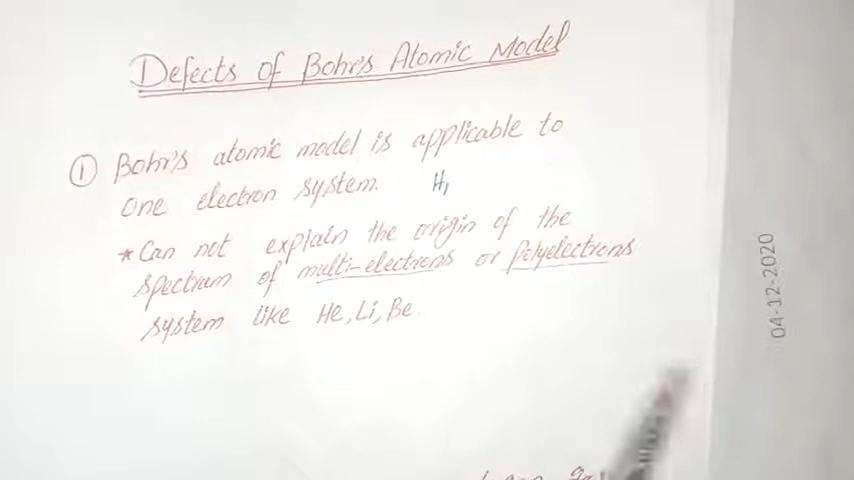 Defects of Bohr's Atomic Model
① Bohr's atomic model is applicable to
one electron system. H,
* Can not explain the origin of the
spectrum of multi-electrons or polyelectrons
system like He, Li, Be.
04-12-2020